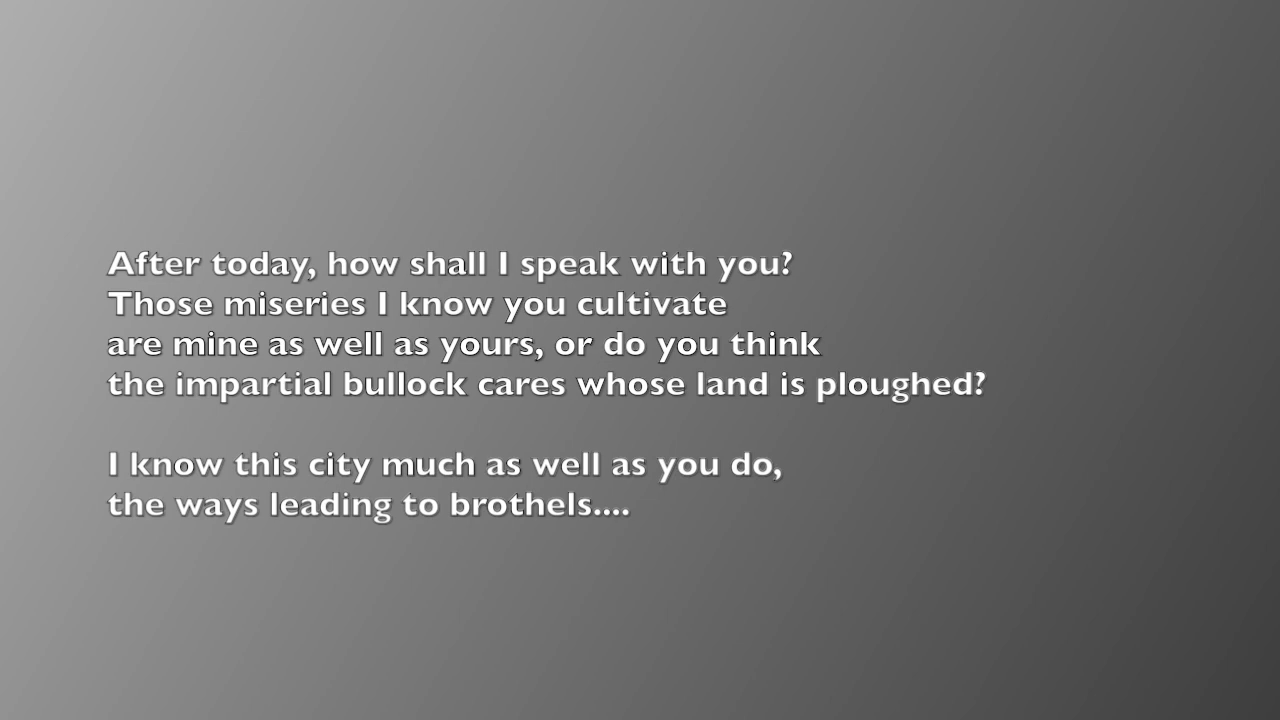 After today, how shall I speak with you?
Those miseries I know you cultivate
are mine as well as yours, or do you think
the impartial bullock cares whose land is ploughed?
I know this city much as well as you do,
the ways leading to brothels....